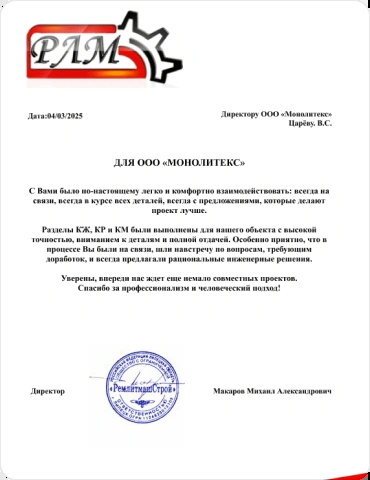 РЛМ
Дата:04/03/2025
Директору ООО «Монолитекс»
Царёву. В.С.
ДЛЯ ООО «МОНОЛИТЕКС»
С Вами было по-настоящему легко и комфортно взаимодействовать: всегда на
связи, всегда в курсе всех деталей, всегда с предложениями, которые делают
проект лучше.
Разделы КЖ, КР и КМ были выполнены для нашего объекта с высокой
точностью, вниманием к деталям и полной отдачей. Особенно приятно, что в
процессе Вы были на связи, шли навстречу по вопросам, требующим
доработок, и всегда предлагали рациональные инженерные решения.
Уверены, впереди нас ждет еще немало совместных проектов.
Спасибо за профессионализм и человеческий подход!
Директор
«РемлитмашСтрой»
Макаров Михаил Александрович